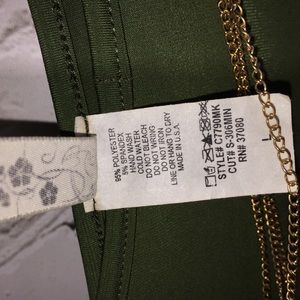 95% POLYESTER
5% SPANDEX
HAND WASH
COLD WATER
DO NOT BLEACH
DO NOT WRING
DO NOT IRON
LINE OR HANG TO DRY
MADE IN U.S.A.
STYLE# C7790MK
CUT# S-306MIN
RN# 37080
L